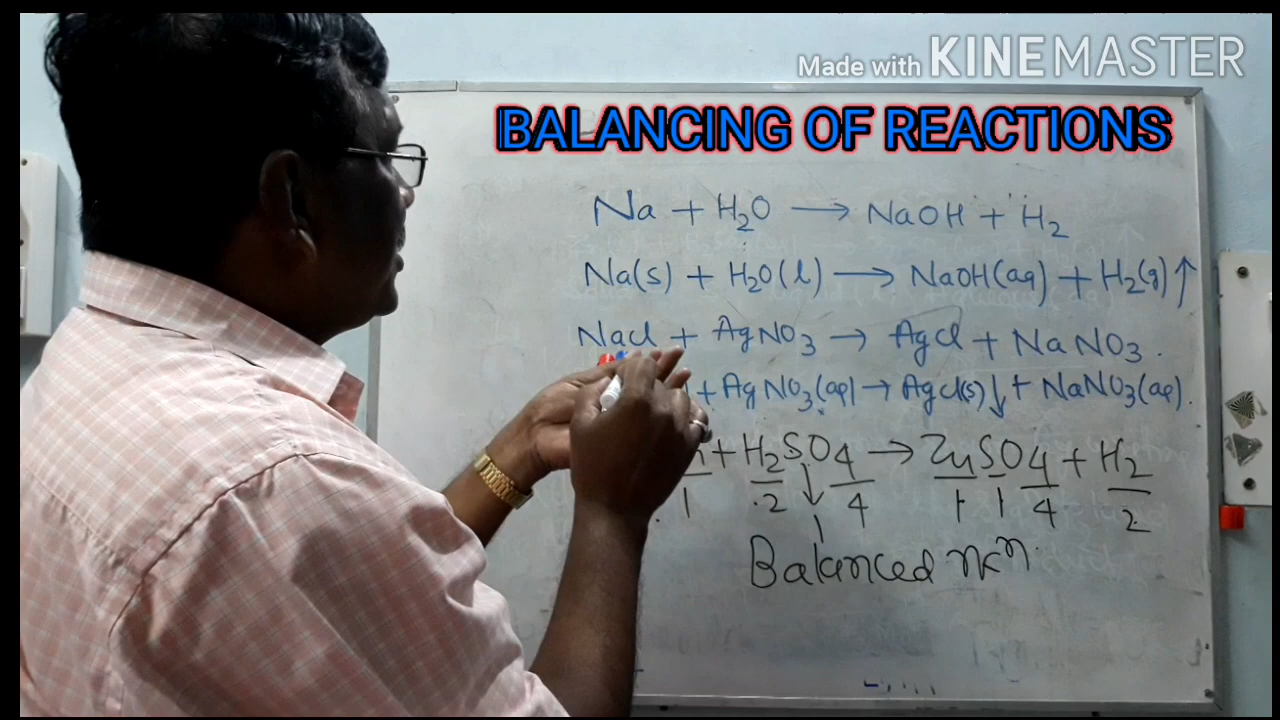 Made with KINEMASTER
BALANCING OF REACTIONS
Na + H₂O → NaOH + H₂
Na(s) + H₂O(l) → NaOH(aq) + H₂(g)↑
NaCl + AgNO₃ → AgCl + NaNO₃.
+ AgNO₃(aq) → AgCl(s)↓ + NaNO₃(aq).
+ H₂SO₄ → ZnSO₄ + H₂
1 2 ↓ 4 1 1 4 2
1
Balanced rxⁿ